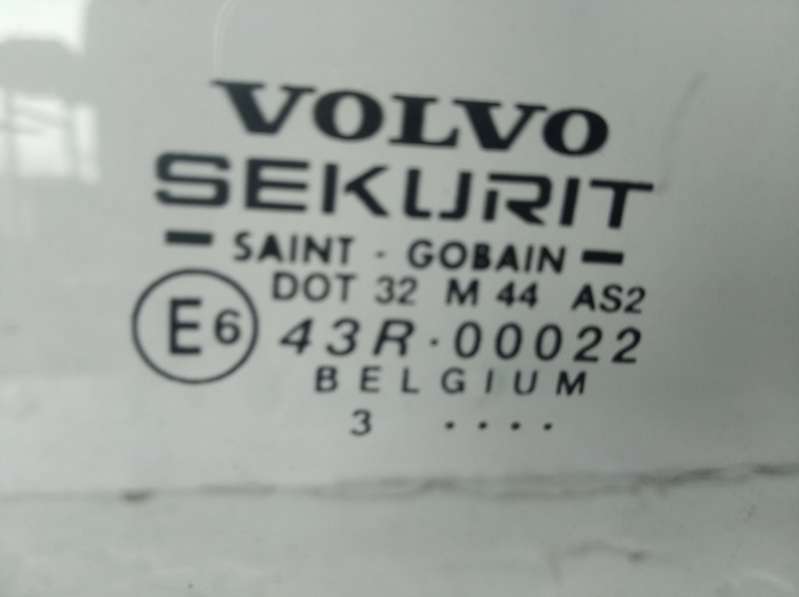 VOLVO
SEKURIT
SAINT - GOBAIN
DOT 32 M 44 AS2
E6 43R·00022
BELGIUM
3 ····